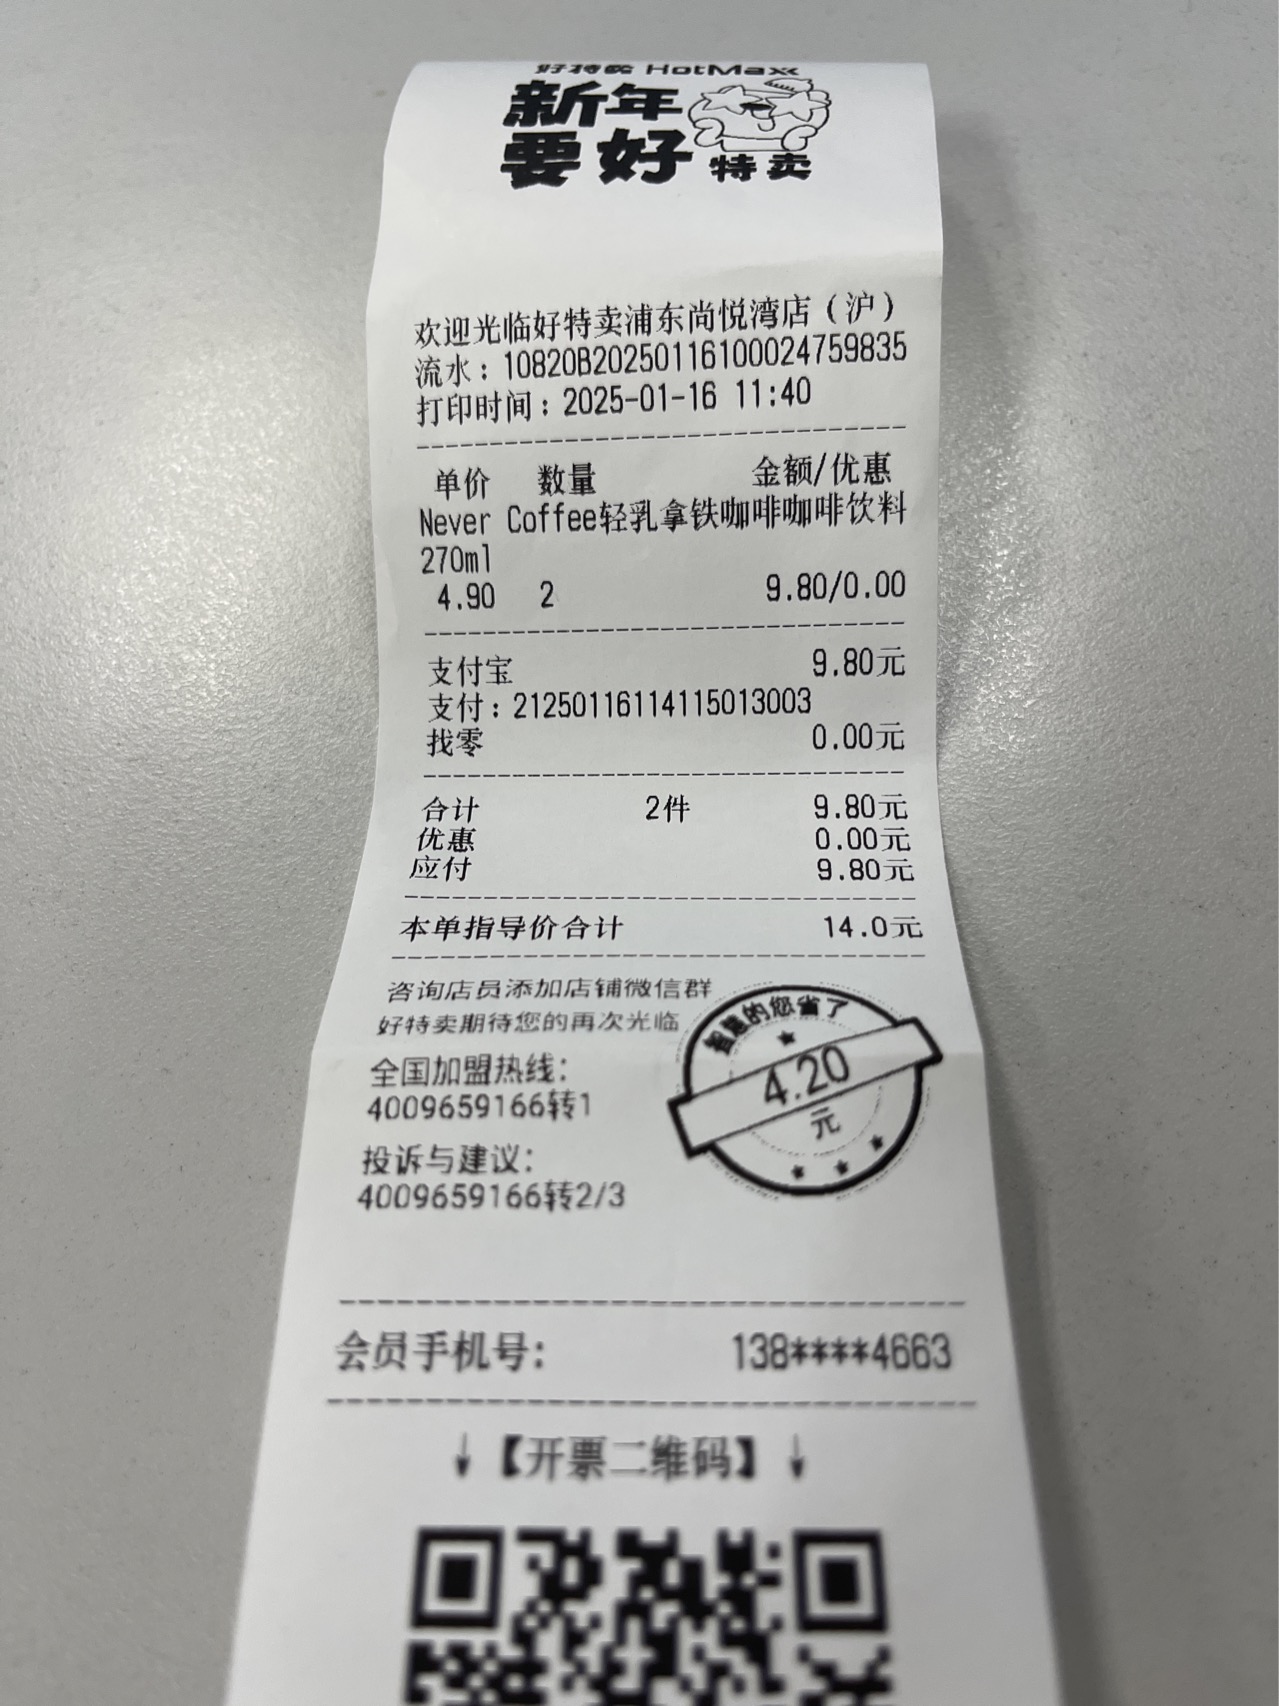 好特卖 HotMaxx
新年
要好特卖
欢迎光临好特卖浦东尚悦湾店（沪）
流水：10820B20250116100024759835
打印时间：2025-01-16 11:40
单价 数量 金额/优惠
Never Coffee轻乳拿铁咖啡咖啡饮料
270ml
4.90 2 9.80/0.00
支付宝 9.80元
支付：21250116114115013003
找零 0.00元
合计 2件 9.80元
优惠 0.00元
应付 9.80元
本单指导价合计 14.0元
咨询店员添加店铺微信群
好特卖期待您的再次光临
智慧的您省了
4.20
元
全国加盟热线：
4009659166转1
投诉与建议：
4009659166转2/3
会员手机号： 138****4663
↓【开票二维码】↓